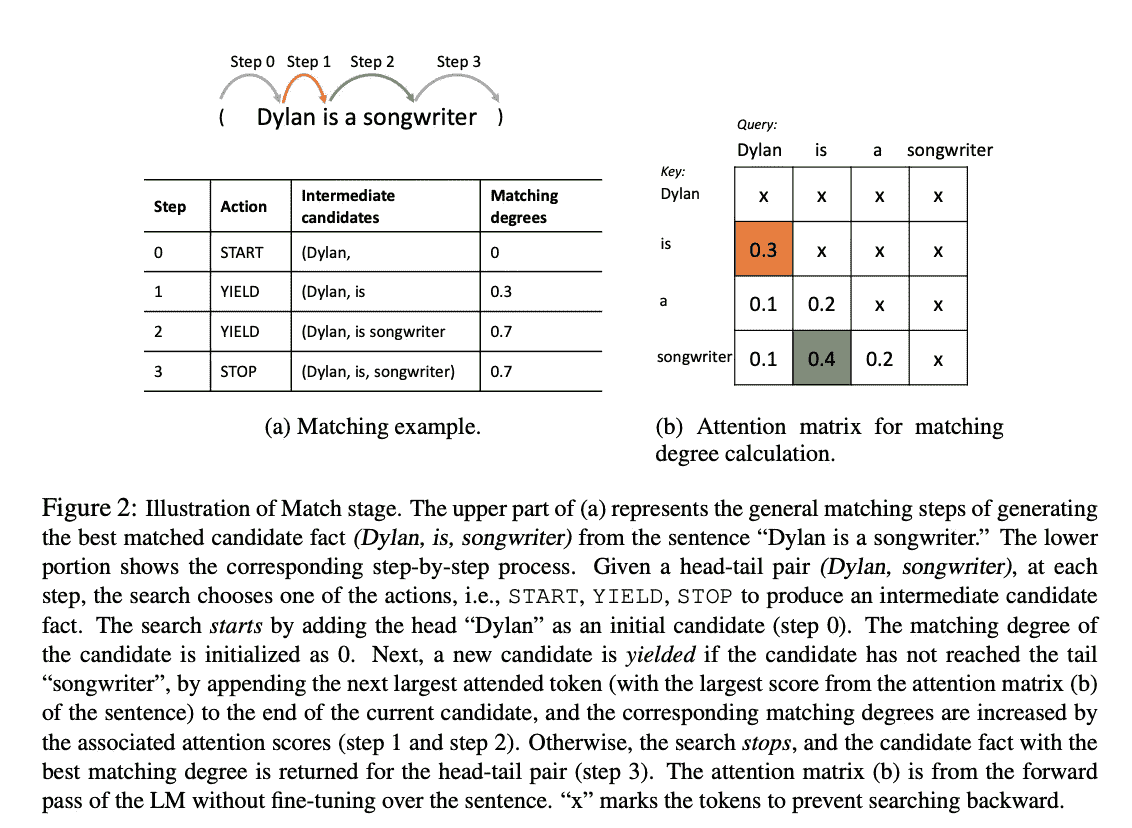 Step 0 Step 1 Step 2 Step 3
( Dylan is a songwriter )
Step Action Intermediate candidates Matching degrees
0 START (Dylan, 0
1 YIELD (Dylan, is 0.3
2 YIELD (Dylan, is songwriter 0.7
3 STOP (Dylan, is, songwriter) 0.7
(a) Matching example.
Query:
Dylan is a songwriter
Key:
Dylan x x x x
is 0.3 x x x
a 0.1 0.2 x x
songwriter 0.1 0.4 0.2 x
(b) Attention matrix for matching
degree calculation.
Figure 2: Illustration of Match stage. The upper part of (a) represents the general matching steps of generating
the best matched candidate fact (Dylan, is, songwriter) from the sentence “Dylan is a songwriter.” The lower
portion shows the corresponding step-by-step process. Given a head-tail pair (Dylan, songwriter), at each
step, the search chooses one of the actions, i.e., START, YIELD, STOP to produce an intermediate candidate
fact. The search starts by adding the head “Dylan” as an initial candidate (step 0). The matching degree of
the candidate is initialized as 0. Next, a new candidate is yielded if the candidate has not reached the tail
“songwriter”, by appending the next largest attended token (with the largest score from the attention matrix (b)
of the sentence) to the end of the current candidate, and the corresponding matching degrees are increased by
the associated attention scores (step 1 and step 2). Otherwise, the search stops, and the candidate fact with the
best matching degree is returned for the head-tail pair (step 3). The attention matrix (b) is from the forward
pass of the LM without fine-tuning over the sentence. “x” marks the tokens to prevent searching backward.